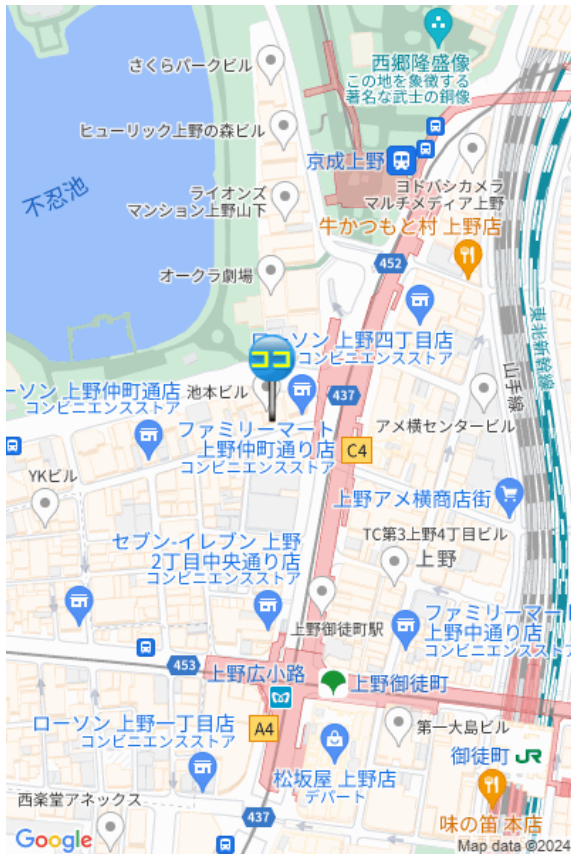 西郷隆盛像
この地を象徴する
著名な武士の銅像
さくらパークビル
ヒューリック上野の森ビル
京成上野
不忍池
ライオンズ
マンション上野山下
ヨドバシカメラ
マルチメディア上野
牛かつもと村 上野店
452
オークラ劇場
東北新幹線
山手線
ローソン 上野四丁目店
コンビニエンスストア
ココ
ーソン 上野仲町通店
コンビニエンスストア
池本ビル
437
アメ横センタービル
ファミリーマート
上野仲町通り店
コンビニエンスストア
C4
YKビル
上野アメ横商店街
セブン-イレブン 上野
2丁目中央通り店
コンビニエンスストア
TC第3上野4丁目ビル
上野
上野御徒町駅
ファミリーマート
上野中通り店
コンビニエンスス
453
上野広小路
上野御徒町
ローソン 上野一丁目店
コンビニエンスストア
A4
第一大島ビル
御徒町 JR
松坂屋 上野店
デパート
西楽堂アネックス
437
味の笛 本店
Google
Map data ©2024